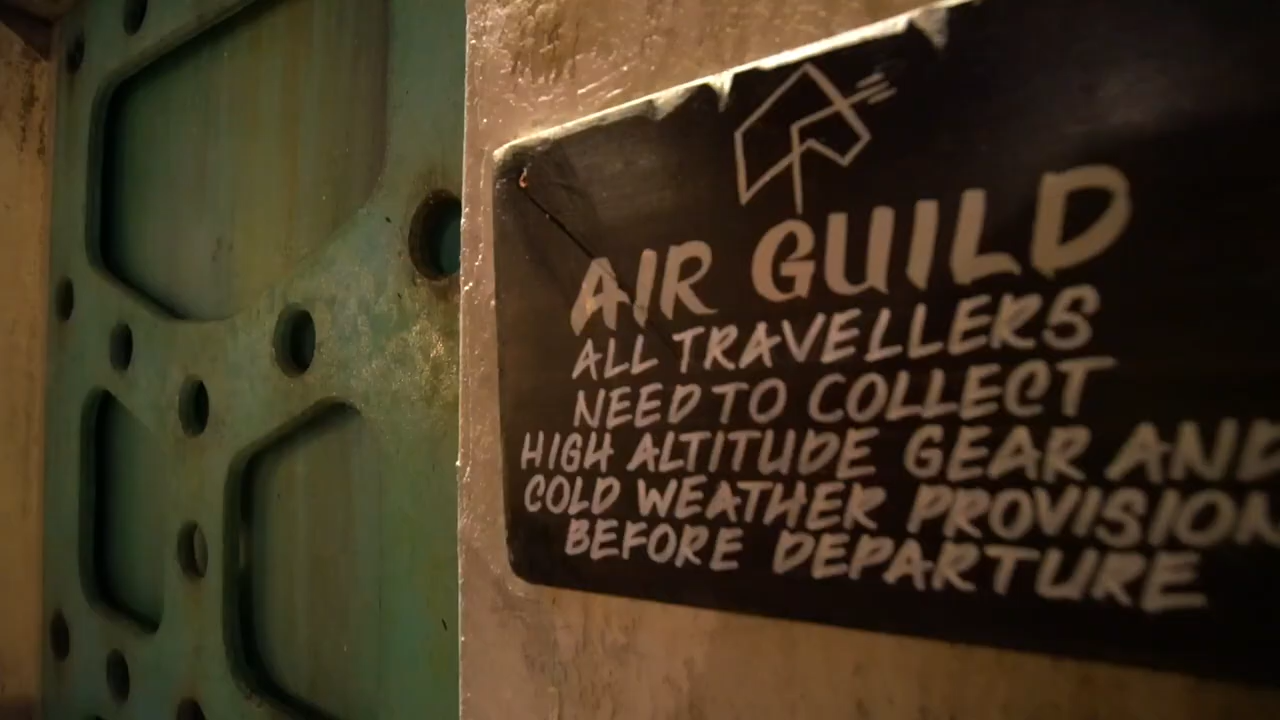 AIR GUILD
ALL TRAVELLERS
NEED TO COLLECT
HIGH ALTITUDE GEAR AND
COLD WEATHER PROVISION
BEFORE DEPARTURE